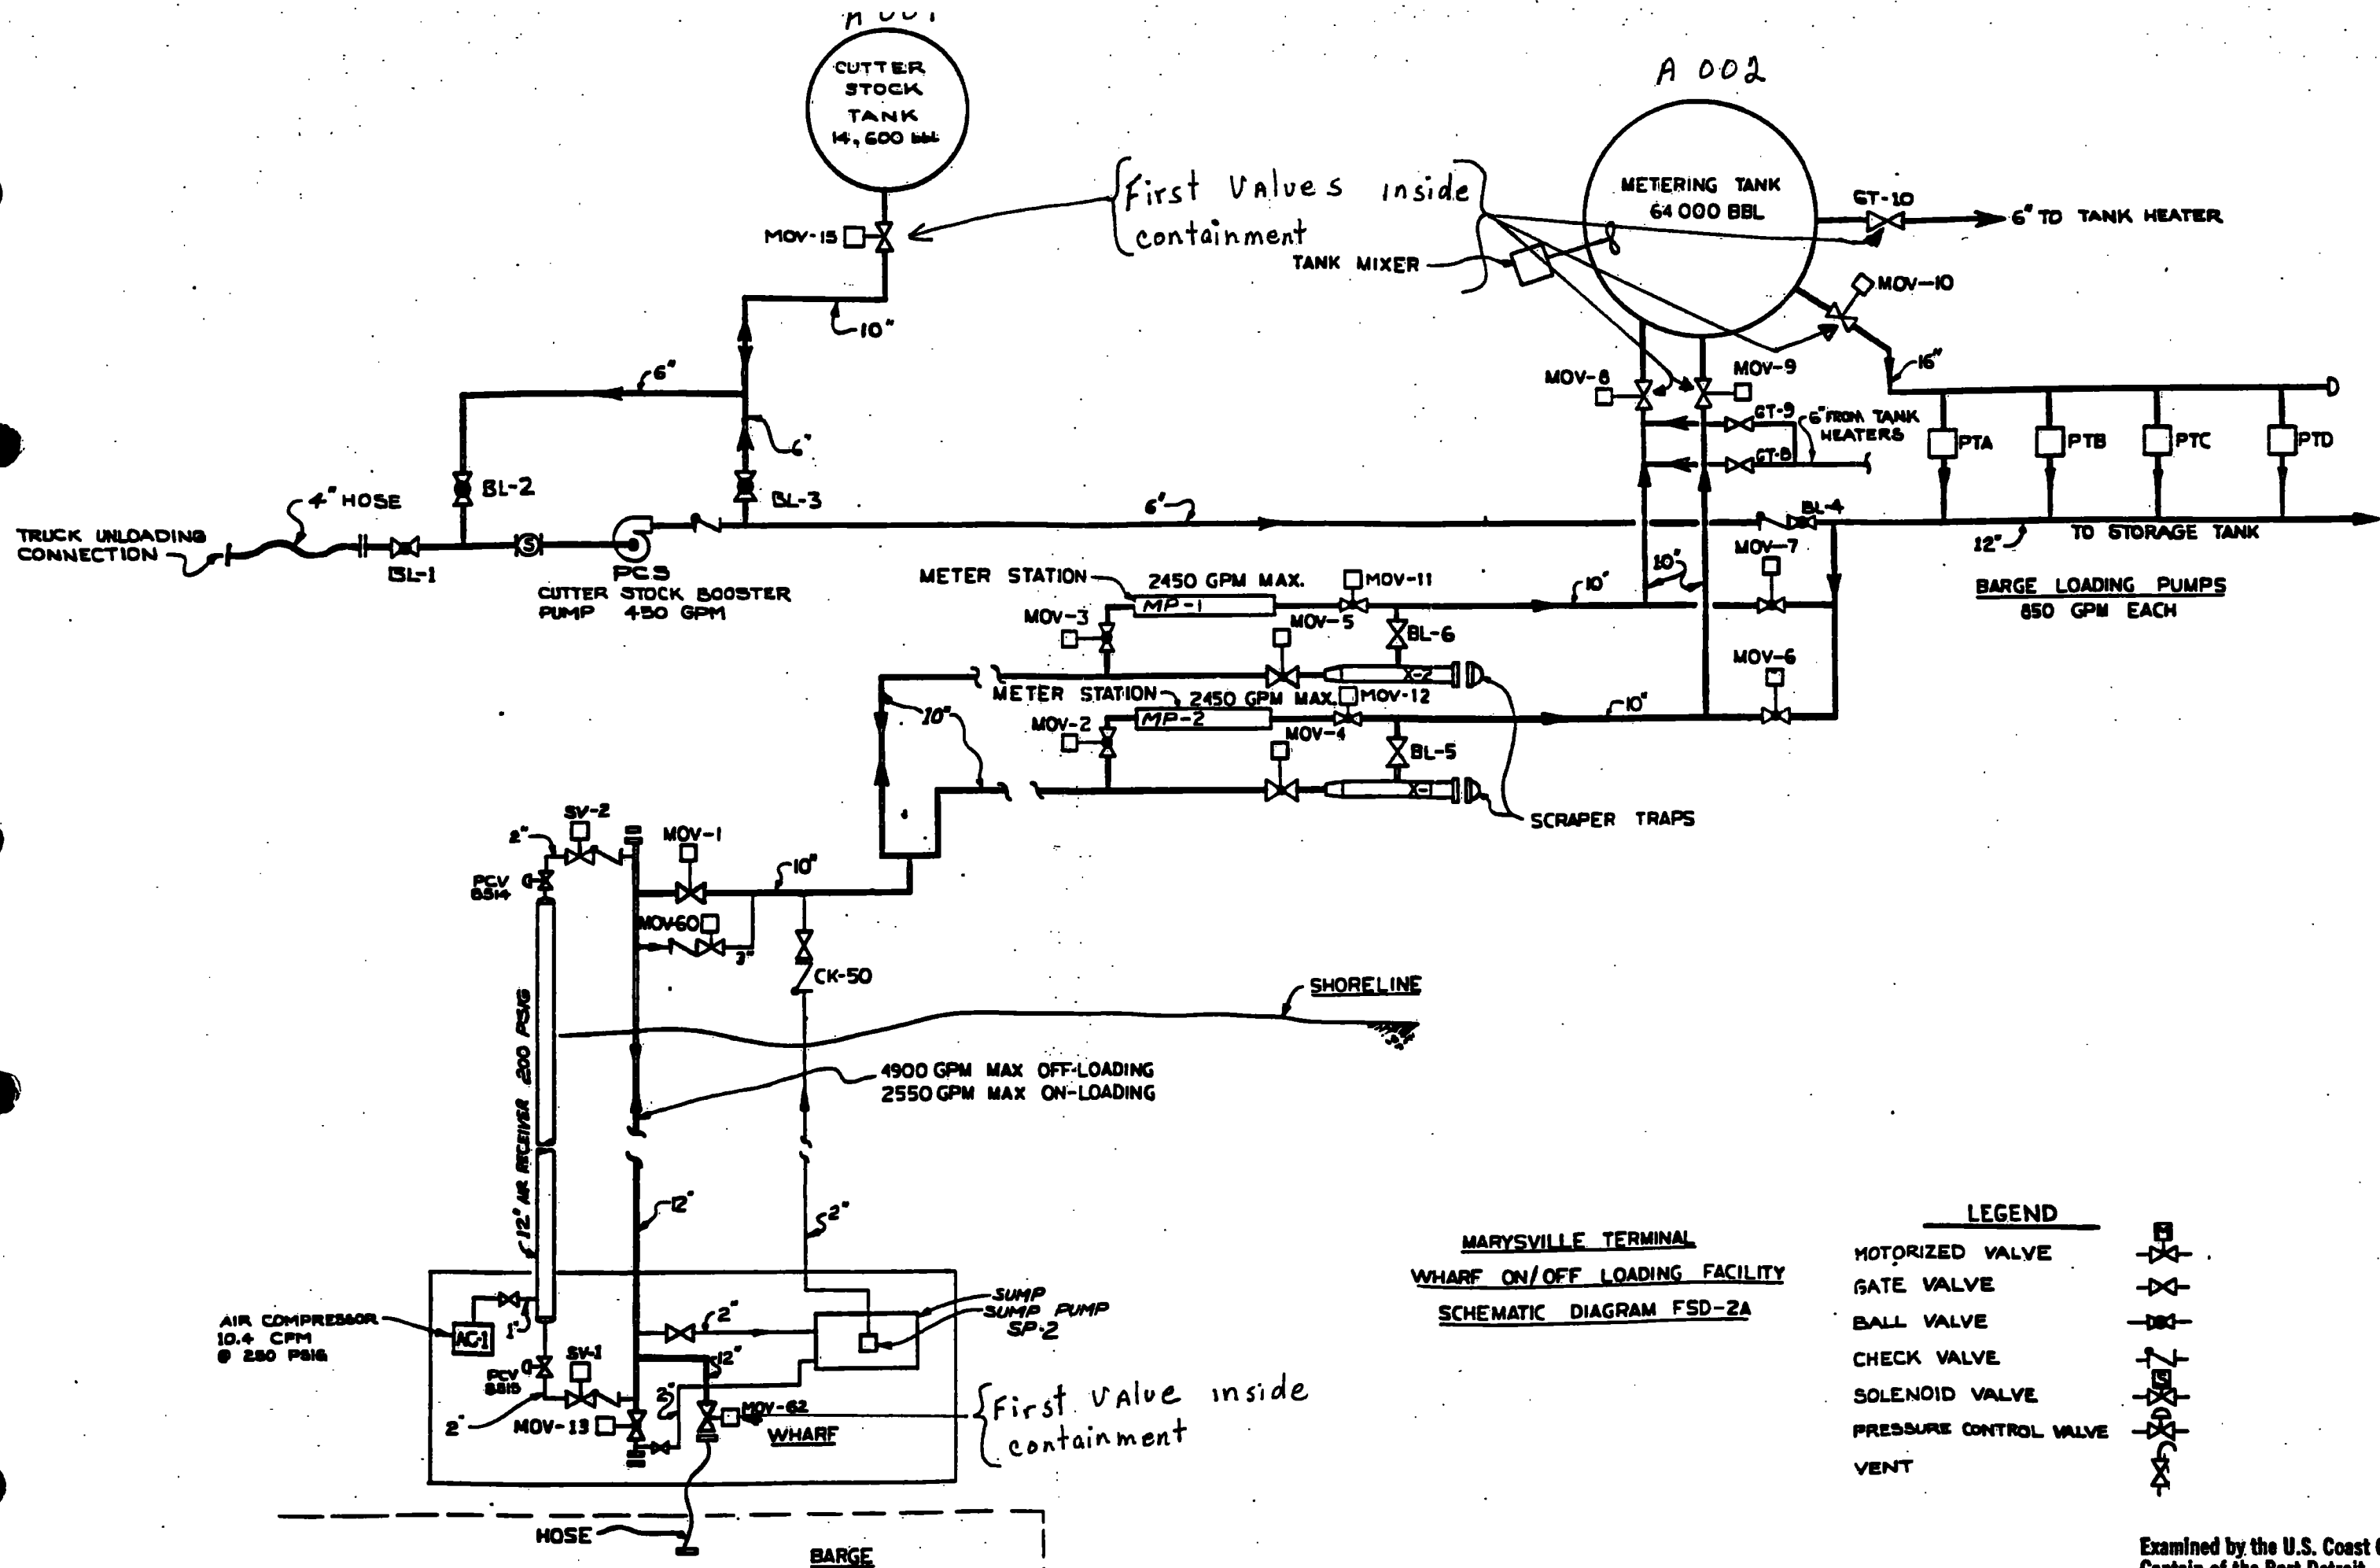 CUTTER
STOCK
TANK
14,600 BBL
A 002
METERING TANK
64 000 BBL
GT-10
6" TO TANK HEATER
First Values inside
containment
MOV-15
TANK MIXER
MOV-10
10"
16"
6"
MOV-8
MOV-9
6"
GT-9
6" FROM TANK
HEATERS
GT-8
PTA
PTB
PTC
PTD
BL-2
BL-3
4" HOSE
6"
BL-4
TRUCK UNLOADING
CONNECTION
BL-1
S
P.C.S
CUTTER STOCK BOOSTER
PUMP 450 GPM
12"
TO STORAGE TANK
MOV-7
BARGE LOADING PUMPS
850 GPM EACH
METER STATION
2450 GPM MAX.
MOV-11
10"
10"
MP-1
MOV-3
MOV-5
BL-6
X-2
MOV-6
METER STATION
2450 GPM MAX.
MOV-12
10"
MP-2
10"
MOV-2
MOV-4
BL-5
X-1
SCRAPER TRAPS
SV-2
2"
MOV-1
10"
PCV
8514
MOV-60
3"
CK-50
SHORELINE
12" AIR RECEIVER 200 PSIG
4900 GPM MAX OFF-LOADING
2550 GPM MAX ON-LOADING
12"
2"
MARYSVILLE TERMINAL
WHARF ON/OFF LOADING FACILITY
SCHEMATIC DIAGRAM FSD-2A
LEGEND
MOTORIZED VALVE
M
GATE VALVE
BALL VALVE
CHECK VALVE
SOLENOID VALVE
S
PRESSURE CONTROL VALVE
VENT
AIR COMPRESSOR
10.4 CFM
@ 250 PSIG
AC-1
1"
2"
SUMP
SUMP PUMP
SP-2
PCV
8515
SV-1
12"
2"
2"
MOV-13
MOV-62
WHARF
First Value inside
containment
HOSE
BARGE
Examined by the U.S. Coast